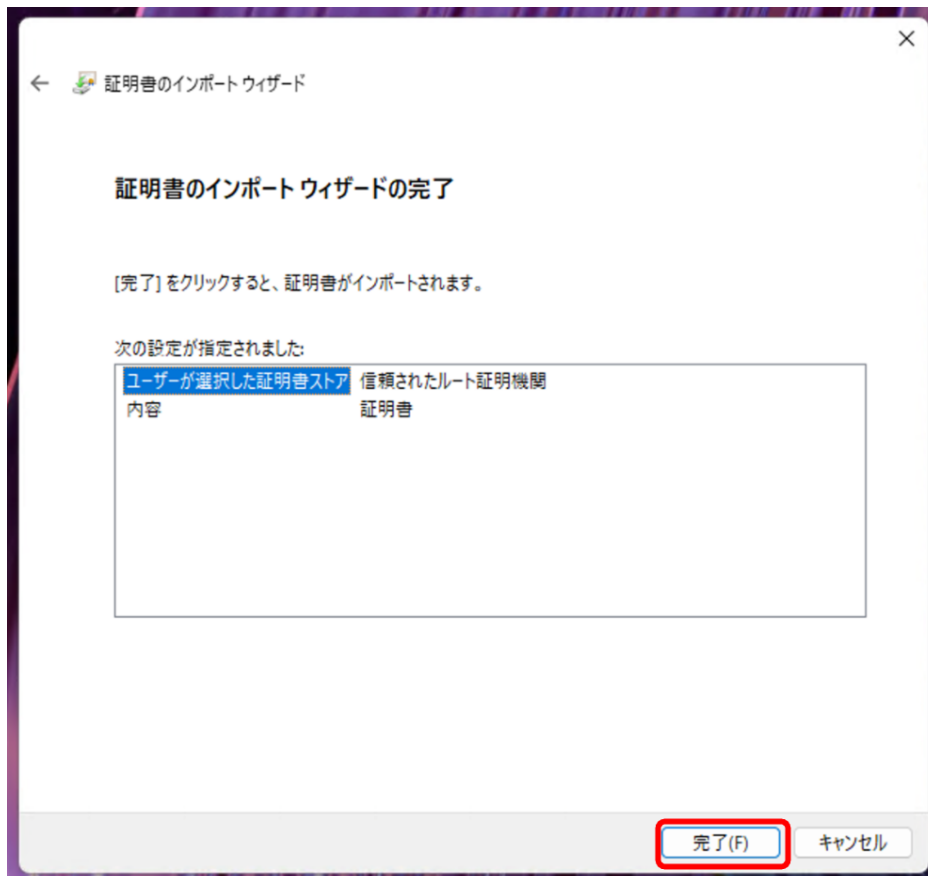 証明書のインポート ウィザード
証明書のインポート ウィザードの完了
[完了] をクリックすると、証明書がインポートされます。
次の設定が指定されました:
ユーザーが選択した証明書ストア 信頼されたルート証明機関
内容 証明書
完了(F) キャンセル